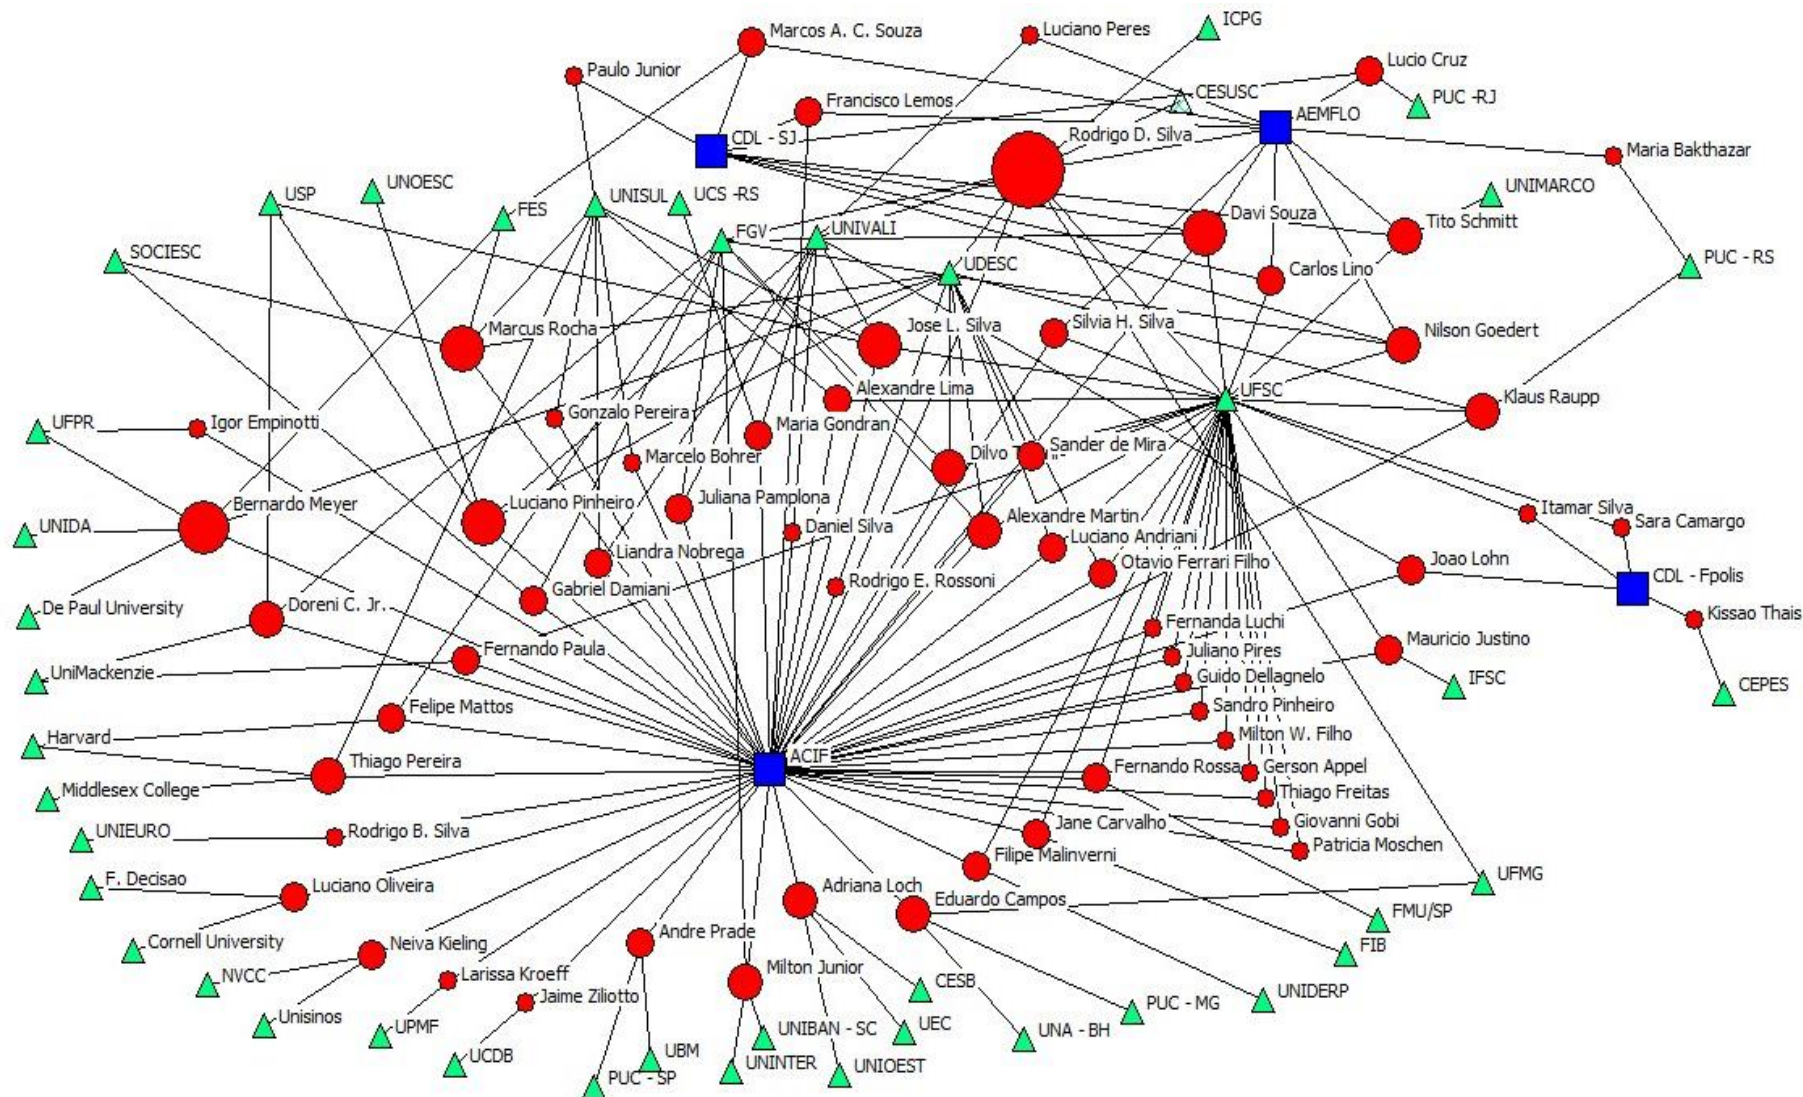 ICPG
Marcos A. C. Souza
Luciano Peres
Lucio Cruz
Paulo Junior
CESUSC
PUC -RJ
Francisco Lemos
AEMFLO
CDL - SJ
Rodrigo D. Silva
Maria Bakthazar
UNOESC
UNIMARCO
USP
UNISUL
UCS -RS
FES
Davi Souza
Tito Schmitt
FGV
UNIVALI
SOCIESC
UDESC
PUC - RS
Carlos Lino
Marcus Rocha
Jose L. Silva
Silvia H. Silva
Nilson Goedert
Alexandre Lima
UFSC
Klaus Raupp
Gonzalo Pereira
UFPR
Igor Empinotti
Maria Gondran
Sander de Mira
Dilvo
Marcelo Bohrer
Bernardo Meyer
Luciano Pinheiro
Juliana Pamplona
Itamar Silva
Alexandre Martin
Sara Camargo
UNIDA
Daniel Silva
Luciano Andriani
Liandra Nobrega
Joao Lohn
Otavio Ferrari Filho
CDL - Fpolis
Rodrigo E. Rossoni
Gabriel Damiani
De Paul University
Doreni C. Jr.
Kissao Thais
Fernanda Luchi
Mauricio Justino
Fernando Paula
Juliano Pires
UniMackenzie
Guido Dellagnelo
IFSC
CEPES
Felipe Mattos
Sandro Pinheiro
Harvard
Milton W. Filho
ACIF
Thiago Pereira
Fernando Rossa
Gerson Appel
Middlesex College
Thiago Freitas
Jane Carvalho
Giovanni Gobi
UNIEURO
Rodrigo B. Silva
Patricia Moschen
Filipe Malinverni
UFMG
F. Decisao
Luciano Oliveira
Adriana Loch
Eduardo Campos
FMU/SP
Andre Prade
Cornell University
Neiva Kieling
FIB
Milton Junior
NVCC
Larissa Kroeff
CESB
UNIDERP
Jaime Ziliotto
PUC - MG
Unisinos
UPMF
UNIBAN - SC
UEC
UNA - BH
UCDB
UBM
UNINTER
UNIOEST
PUC - SP